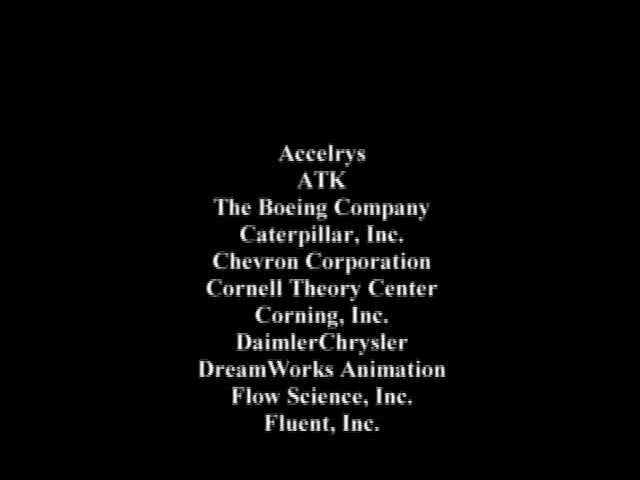 Accelrys
ATK
The Boeing Company
Caterpillar, Inc.
Chevron Corporation
Cornell Theory Center
Corning, Inc.
DaimlerChrysler
DreamWorks Animation
Flow Science, Inc.
Fluent, Inc.